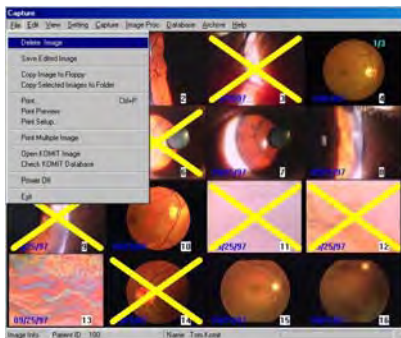 Capture
File Edit View Setting Capture Image Proc. Database Archive Help
Delete Image
Save Edited Image
Copy Image to Floppy
Copy Selected Images to Folder
Print... Ctrl+P
Print Preview
Print Setup...
Print Multiple Image
Open KOMIT Image
Check KOMIT Database
Power Off
Exit
1/3
2
3
4
6
7
8
9
10
11
12
09/25/97 13
14
15
16
Image Info. Patient ID: 100 Name: Tom Komit